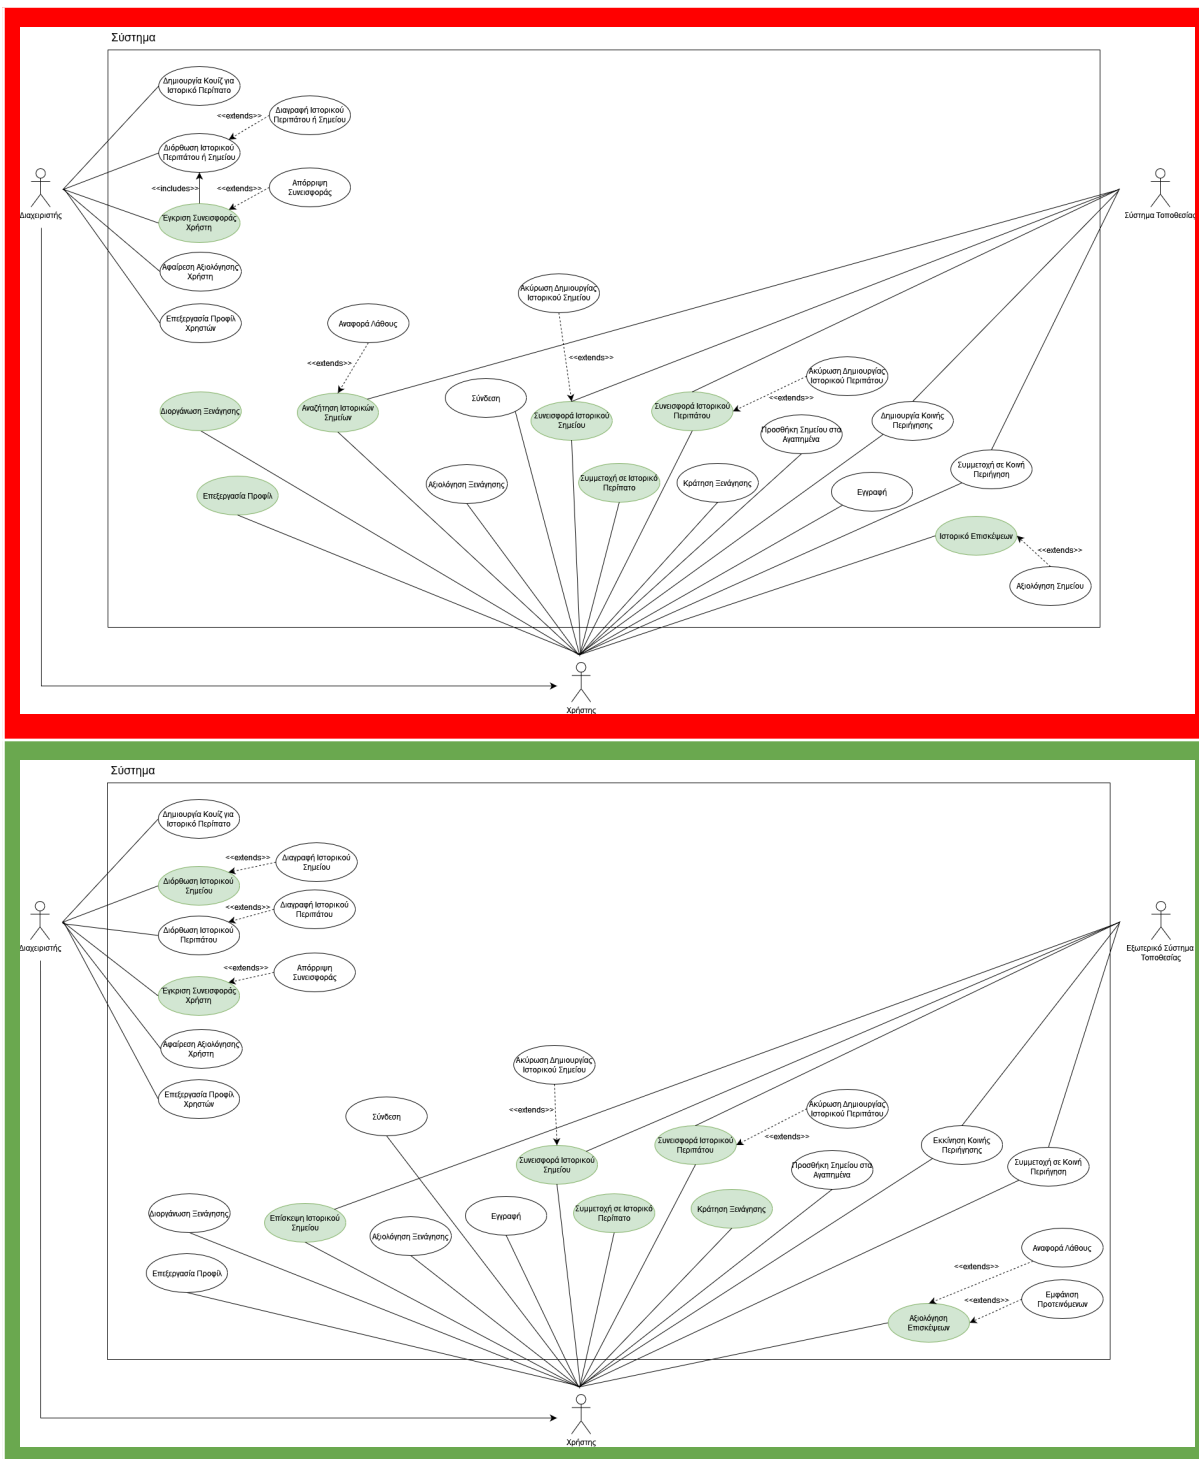 Σύστημα
Δημιουργία Κουίζ για
Ιστορικό Περίπατο
Διαγραφή Ιστορικού
Περιπάτου ή Σημείου
<<extends>>
Διόρθωση Ιστορικού
Περιπάτου ή Σημείου
<<includes>>
<<extends>>
Απόρριψη
Συνεισφοράς
Διαχειριστής
Σύστημα Τοποθεσίας
Έγκριση Συνεισφοράς
Χρήστη
Αφαίρεση Αξιολόγησης
Χρήστη
Ακύρωση Δημιουργίας
Ιστορικού Σημείου
Επεξεργασία Προφίλ
Χρηστών
Αναφορά Λάθους
<<extends>>
<<extends>>
Ακύρωση Δημιουργίας
Ιστορικού Περιπάτου
<<extends>>
Διοργάνωση Ξενάγησης
Αναζήτηση Ιστορικών
Σημείων
Σύνδεση
Συνεισφορά Ιστορικού
Σημείου
Συνεισφορά Ιστορικού
Περιπάτου
Προσθήκη Σημείου στα
Αγαπημένα
Δημιουργία Κοινής
Περιήγησης
Συμμετοχή σε Κοινή
Περιήγηση
Επεξεργασία Προφίλ
Αξιολόγηση Ξενάγησης
Συμμετοχή σε Ιστορικό
Περίπατο
Κράτηση Ξενάγησης
Εγγραφή
Ιστορικό Επισκέψεων
<<extends>>
Αξιολόγηση Σημείου
Χρήστης
Σύστημα
Δημιουργία Κουίζ για
Ιστορικό Περίπατο
<<extends>>
Διαγραφή Ιστορικού
Σημείου
Διόρθωση Ιστορικού
Σημείου
<<extends>>
Διαγραφή Ιστορικού
Περιπάτου
Διόρθωση Ιστορικού
Περιπάτου
Διαχειριστής
Εξωτερικό Σύστημα
Τοποθεσίας
<<extends>>
Απόρριψη
Συνεισφοράς
Έγκριση Συνεισφοράς
Χρήστη
Αφαίρεση Αξιολόγησης
Χρήστη
Επεξεργασία Προφίλ
Χρηστών
Ακύρωση Δημιουργίας
Ιστορικού Σημείου
<<extends>>
Ακύρωση Δημιουργίας
Ιστορικού Περιπάτου
<<extends>>
Σύνδεση
Συνεισφορά Ιστορικού
Σημείου
Συνεισφορά Ιστορικού
Περιπάτου
Προσθήκη Σημείου στα
Αγαπημένα
Εκκίνηση Κοινής
Περιήγησης
Συμμετοχή σε Κοινή
Περιήγηση
Διοργάνωση Ξενάγησης
Επίσκεψη Ιστορικού
Σημείου
Αξιολόγηση Ξενάγησης
Εγγραφή
Συμμετοχή σε Ιστορικό
Περίπατο
Κράτηση Ξενάγησης
Επεξεργασία Προφίλ
Αναφορά Λάθους
<<extends>>
<<extends>>
Εμφάνιση
Προτεινόμενων
Αξιολόγηση
Επισκέψεων
Χρήστης